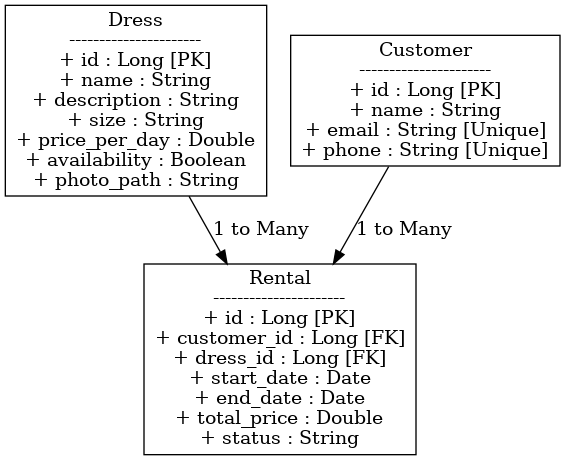 Dress
----------------------
+ id : Long [PK]
+ name : String
+ description : String
+ size : String
+ price_per_day : Double
+ availability : Boolean
+ photo_path : String
Customer
----------------------
+ id : Long [PK]
+ name : String
+ email : String [Unique]
+ phone : String [Unique]
1 to Many
1 to Many
Rental
----------------------
+ id : Long [PK]
+ customer_id : Long [FK]
+ dress_id : Long [FK]
+ start_date : Date
+ end_date : Date
+ total_price : Double
+ status : String